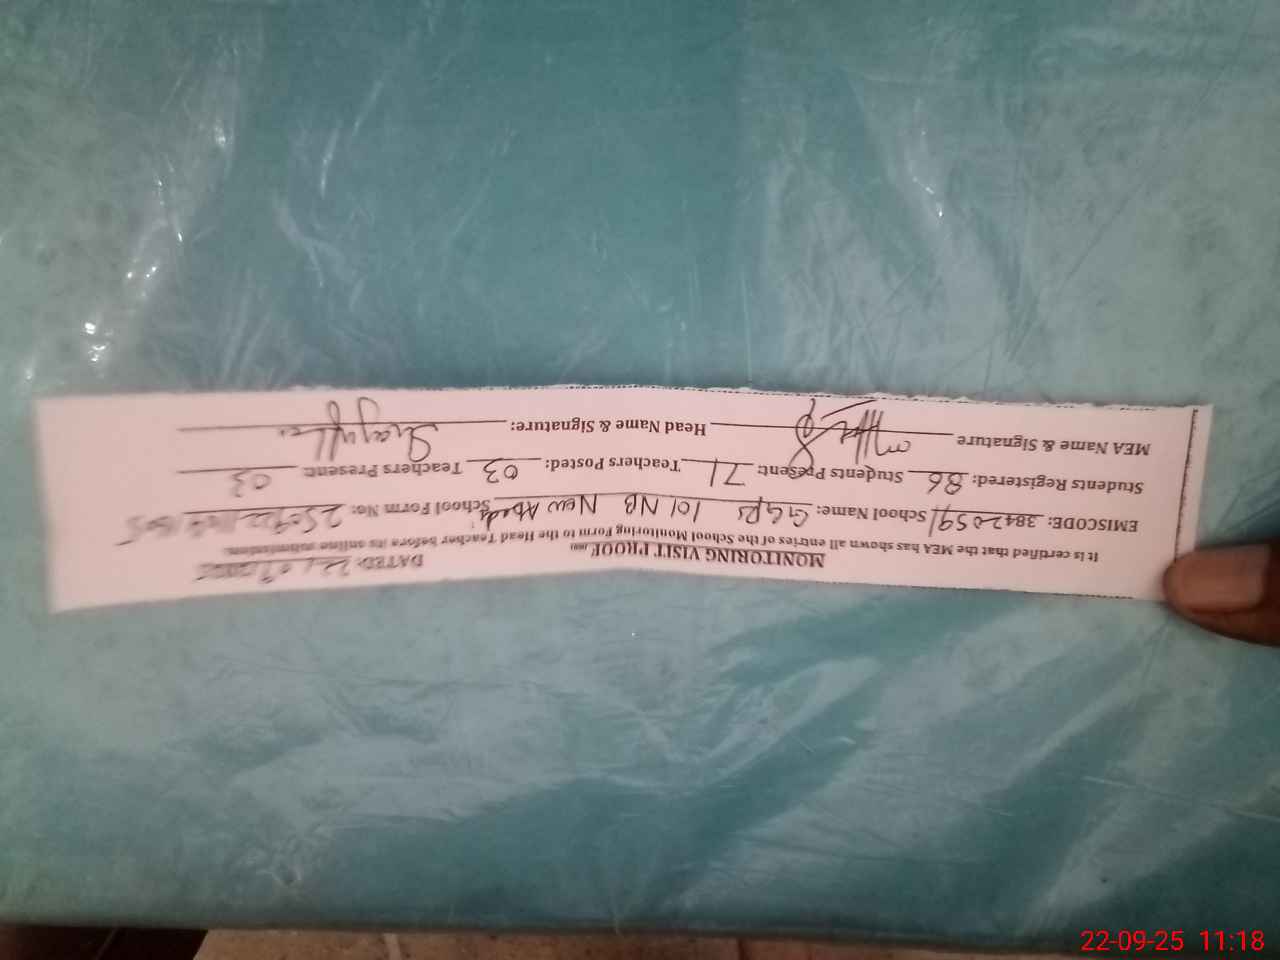 MONITORING VISIT PROOF DATED: 22
It is certified that the MEA has shown all entries of the School Monitoring Form to the Head Teacher before its online submission.
EMISCODE: 3842059 School Name: GGPS 101 NB New Abadi School Form No:
Students Registered: 86 Students Present: 71 Teachers Posted: 03 Teachers Present: 03
MEA Name & Signature Head Name & Signature:
22-09-25 11:18